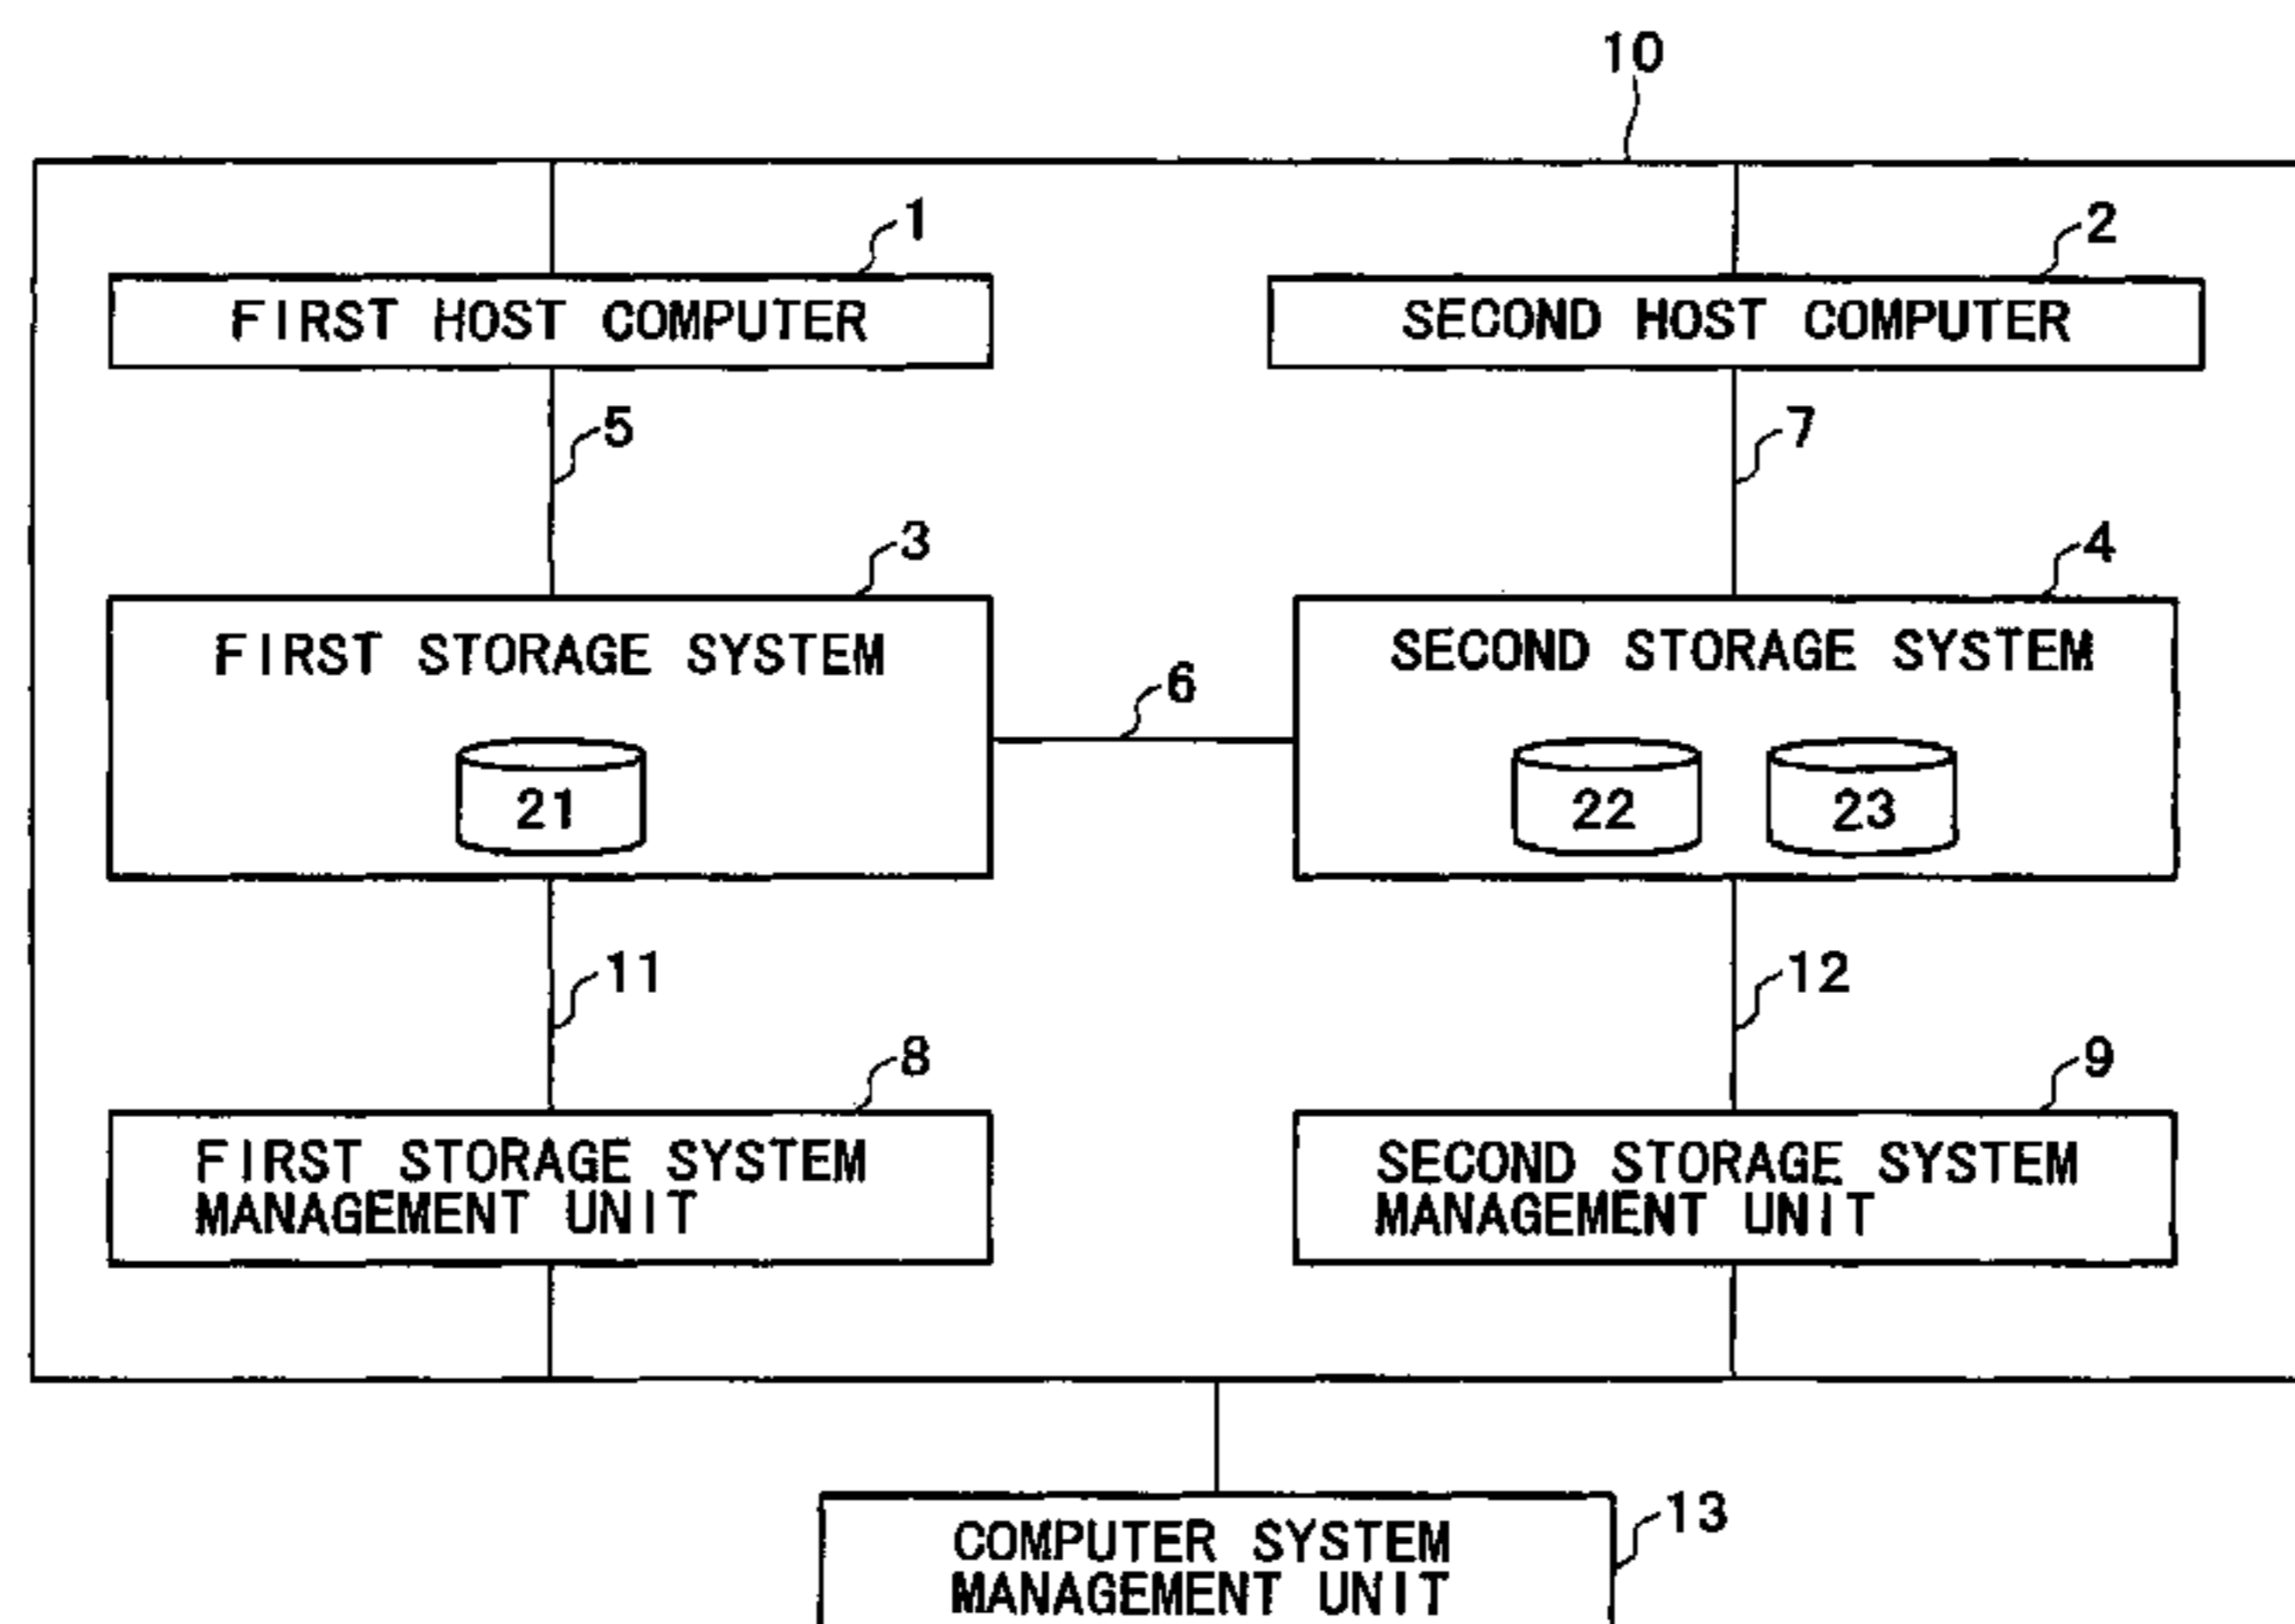 10
1
2
FIRST HOST COMPUTER
SECOND HOST COMPUTER
5
7
3
4
FIRST STORAGE SYSTEM
SECOND STORAGE SYSTEM
6
21
22
23
11
12
8
9
FIRST STORAGE SYSTEM
MANAGEMENT UNIT
SECOND STORAGE SYSTEM
MANAGEMENT UNIT
13
COMPUTER SYSTEM
MANAGEMENT UNIT